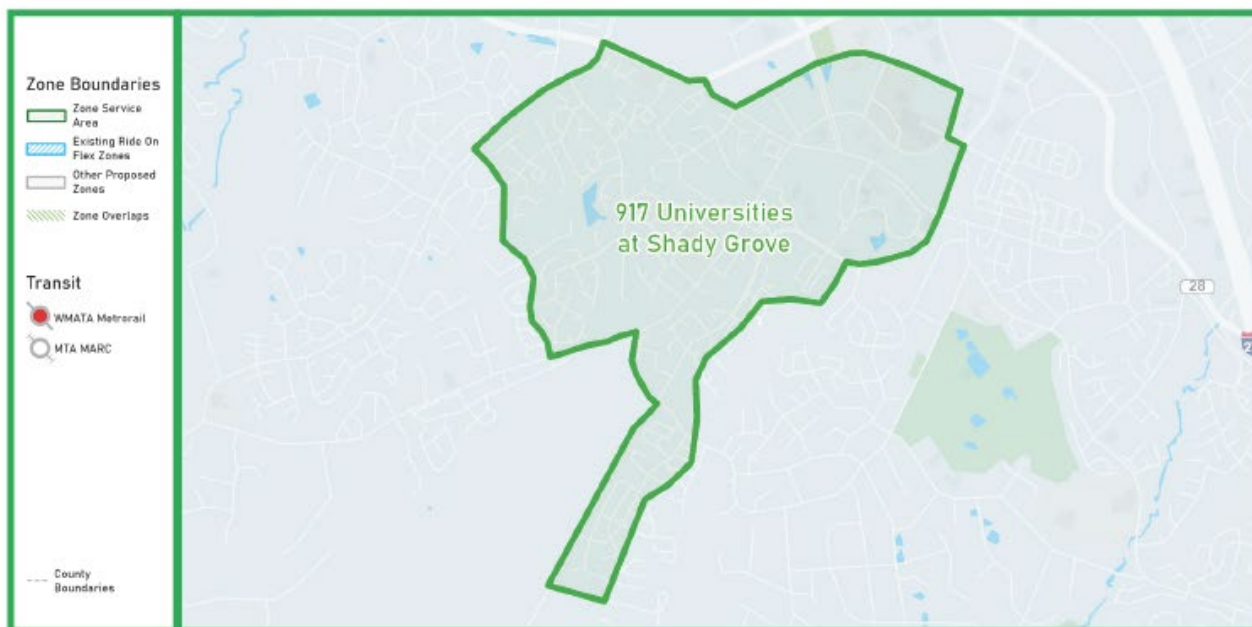 Zone Boundaries
Zone Service
Area
Existing Ride On
Flex Zones
Other Proposed
Zones
Zone Overlaps
Transit
WMATA Metrorail
MTA MARC
County
Boundaries
917 Universities
at Shady Grove
28